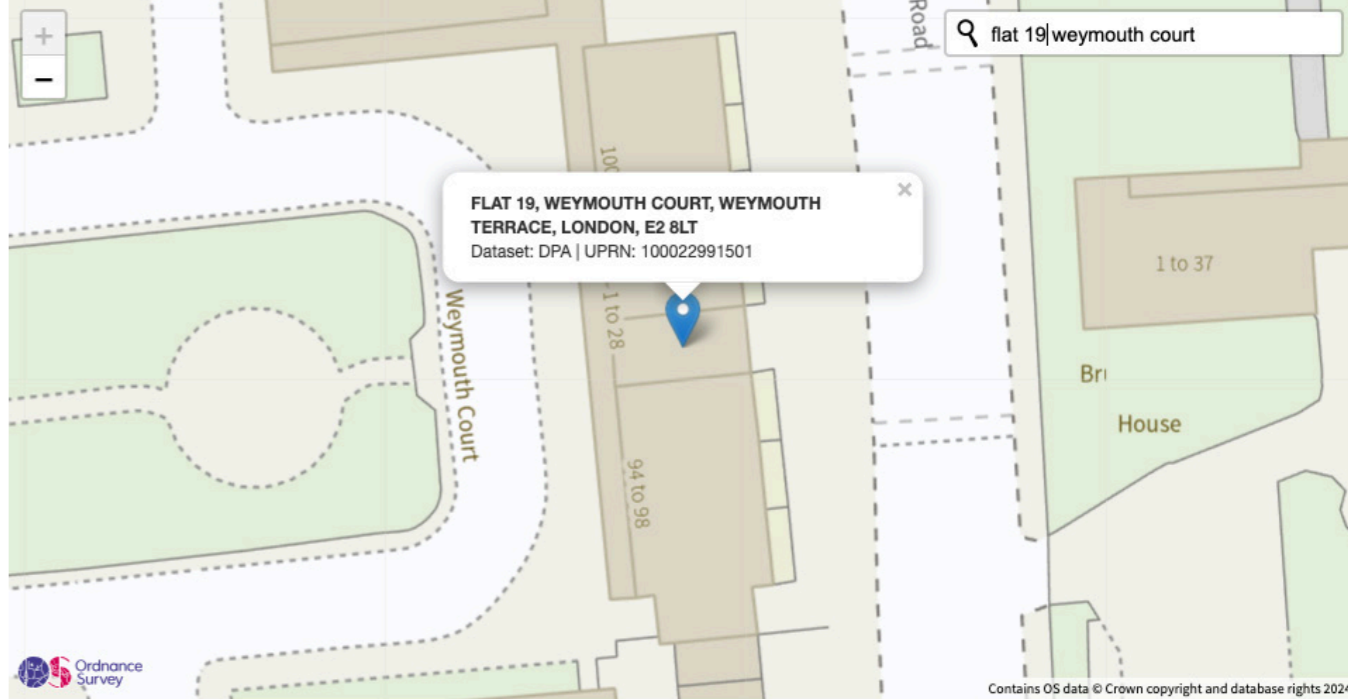 +
−
Road
flat 19 weymouth court
100
FLAT 19, WEYMOUTH COURT, WEYMOUTH
TERRACE, LONDON, E2 8LT
Dataset: DPA | UPRN: 100022991501
×
1 to 28
Weymouth Court
94 to 98
1 to 37
House
Ordnance
Survey
Contains OS data © Crown copyright and database rights 2024